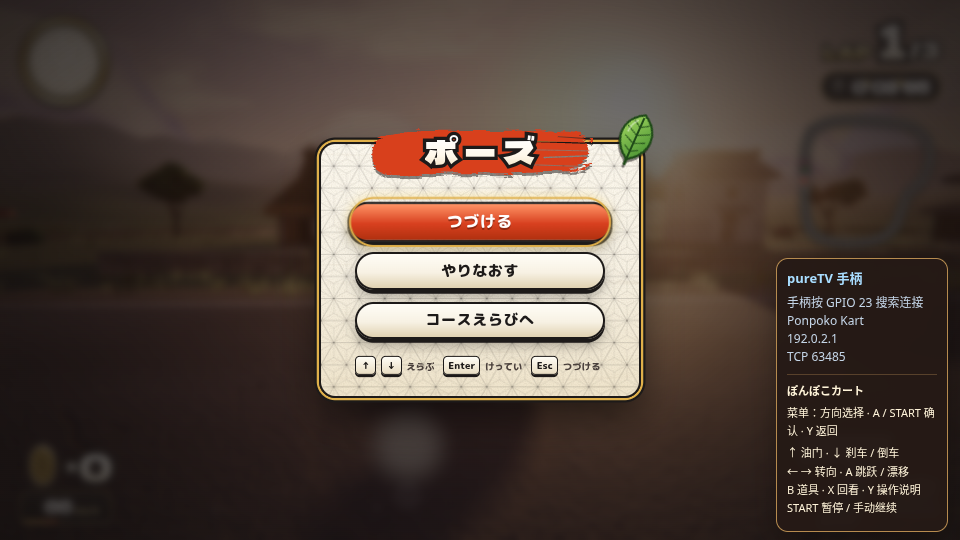 1
ポーズ
つづける
やりなおす
コースえらびへ
↑ ↓ えらぶ Enter けってい Esc つづける
pureTV 手柄
手柄按 GPIO 23 搜索连接
Ponpoko Kart
192.0.2.1
TCP 63485
ぽんぽこカート
菜单：方向选择 · A / START 确
认 · Y 返回
↑ 油门 · ↓ 刹车 / 倒车
← → 转向 · A 跳跃 / 漂移
B 道具 · X 回看 · Y 操作说明
START 暂停 / 手动继续